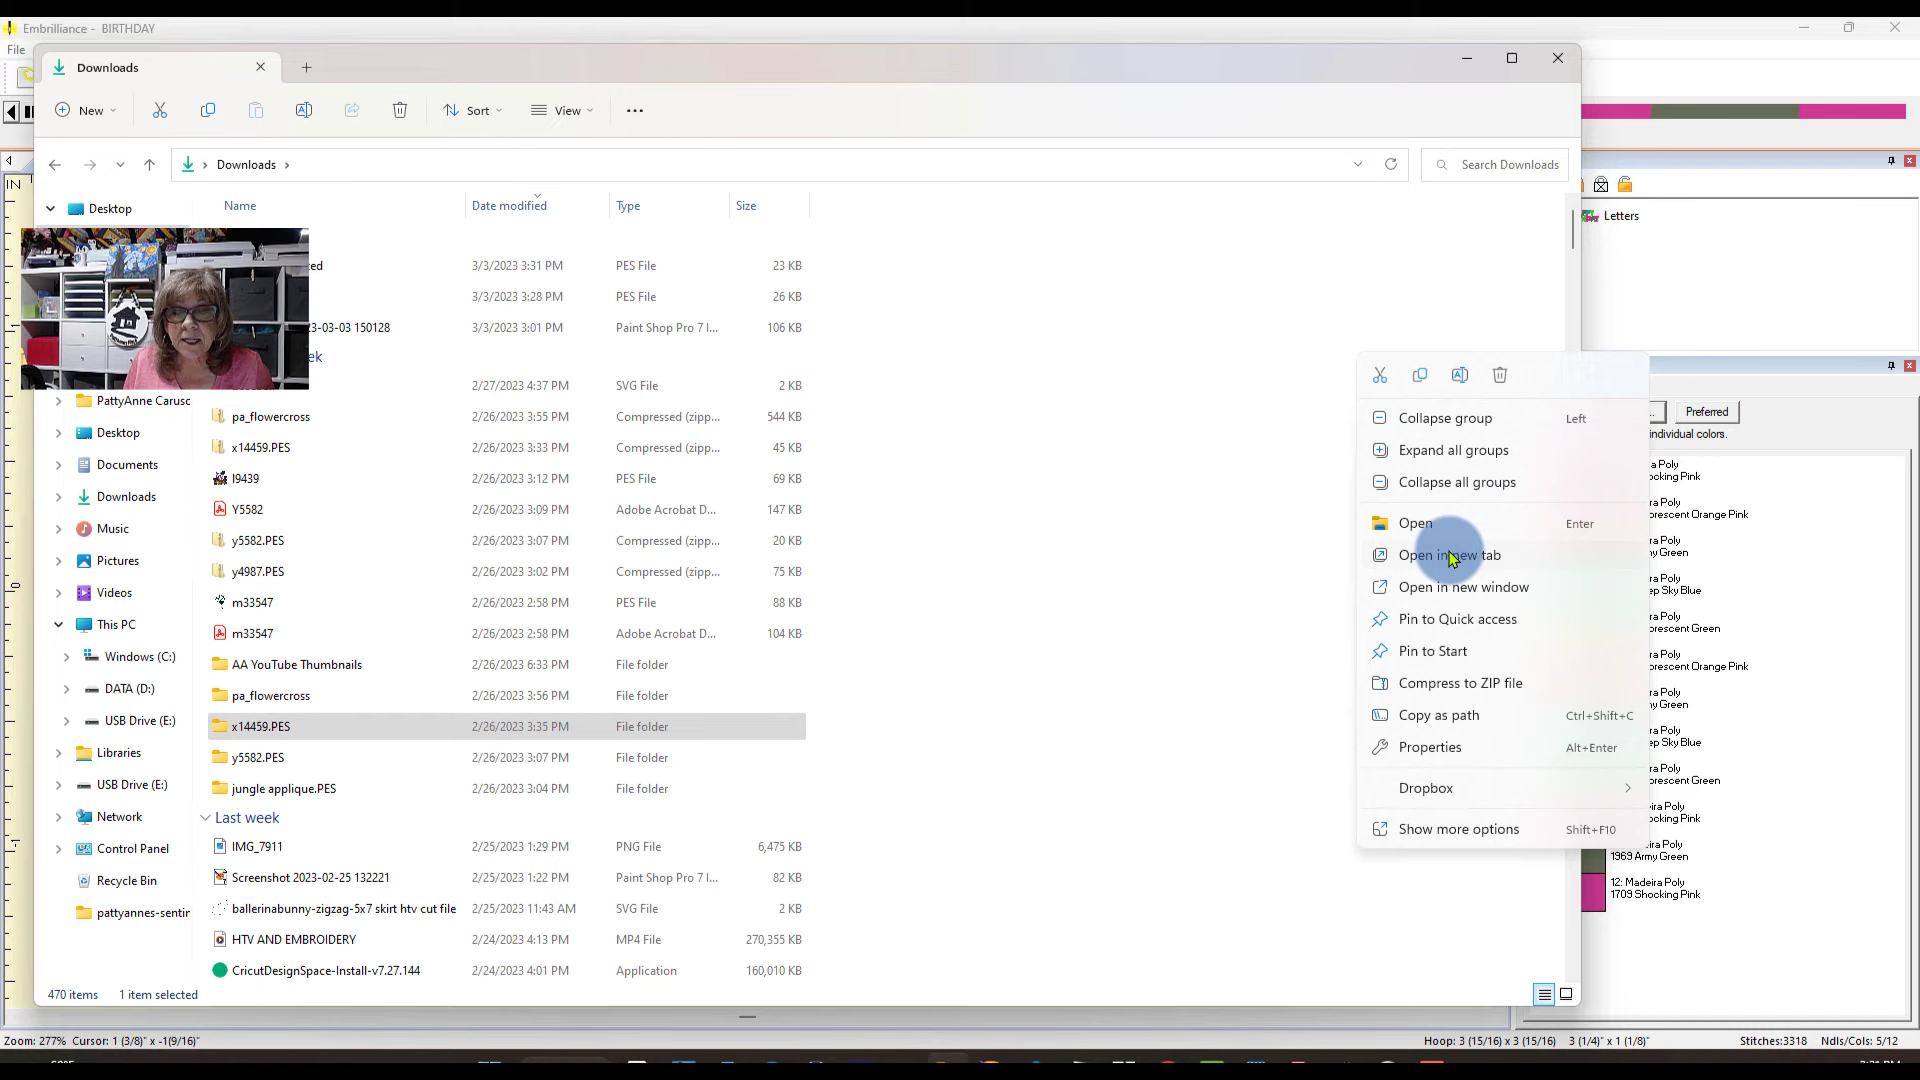 Embrilliance - BIRTHDAY
File
Downloads
New
Sort
View
Downloads
Search Downloads
IN
Desktop
Name
Date modified
Type
Size
Letters
3/3/2023 3:31 PM
PES File
23 KB
3/3/2023 3:28 PM
PES File
26 KB
3-03-03 150128
3/3/2023 3:01 PM
Paint Shop Pro 7 I...
106 KB
2/27/2023 4:37 PM
SVG File
2 KB
PattyAnne Caruso
pa_flowercross
2/26/2023 3:55 PM
Compressed (zipp...
544 KB
Desktop
x14459.PES
2/26/2023 3:33 PM
Compressed (zipp...
45 KB
Documents
I9439
2/26/2023 3:12 PM
PES File
69 KB
Downloads
Y5582
2/26/2023 3:09 PM
Adobe Acrobat D...
147 KB
Music
y5582.PES
2/26/2023 3:07 PM
Compressed (zipp...
20 KB
Pictures
y4987.PES
2/26/2023 3:02 PM
Compressed (zipp...
75 KB
Videos
m33547
2/26/2023 2:58 PM
PES File
88 KB
This PC
m33547
2/26/2023 2:58 PM
Adobe Acrobat D...
104 KB
Windows (C:)
AA YouTube Thumbnails
2/26/2023 6:33 PM
File folder
DATA (D:)
pa_flowercross
2/26/2023 3:56 PM
File folder
USB Drive (E:)
x14459.PES
2/26/2023 3:35 PM
File folder
Libraries
y5582.PES
2/26/2023 3:07 PM
File folder
USB Drive (E:)
jungle applique.PES
2/26/2023 3:04 PM
File folder
Network
Last week
Control Panel
IMG_7911
2/25/2023 1:29 PM
PNG File
6,475 KB
Recycle Bin
Screenshot 2023-02-25 132221
2/25/2023 1:22 PM
Paint Shop Pro 7 I...
82 KB
pattyannes-sentin
ballerinabunny-zigzag-5x7 skirt htv cut file
2/25/2023 11:43 AM
SVG File
2 KB
HTV AND EMBROIDERY
2/24/2023 4:13 PM
MP4 File
270,355 KB
CricutDesignSpace-Install-v7.27.144
2/24/2023 4:01 PM
Application
160,010 KB
470 items
1 item selected
Collapse group
Left
Expand all groups
Collapse all groups
Open
Enter
Open in new tab
Open in new window
Pin to Quick access
Pin to Start
Compress to ZIP file
Copy as path
Ctrl+Shift+C
Properties
Alt+Enter
Dropbox
Show more options
Shift+F10
Preferred
individual colors.
a Poly
ocking Pink
ra Poly
orescent Orange Pink
ra Poly
ny Green
ra Poly
ep Sky Blue
ra Poly
orescent Green
ra Poly
orescent Orange Pink
ra Poly
ny Green
ra Poly
ep Sky Blue
ra Poly
orescent Green
eira Poly
ocking Pink
eira Poly
1969 Army Green
12: Madeira Poly
1709 Shocking Pink
Zoom: 277% Cursor: 1 (3/8)" x -1(9/16)"
Hoop: 3 (15/16) x 3 (15/16)
3 (1/4)" x 1 (1/8)"
Stitches:3318
Ndls/Cols: 5/12